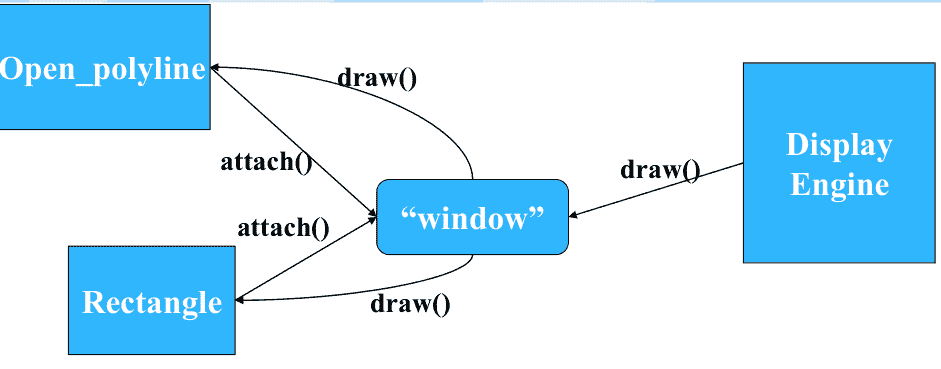 Open_polyline
draw()
attach()
Display
Engine
draw()
“window”
attach()
Rectangle
draw()